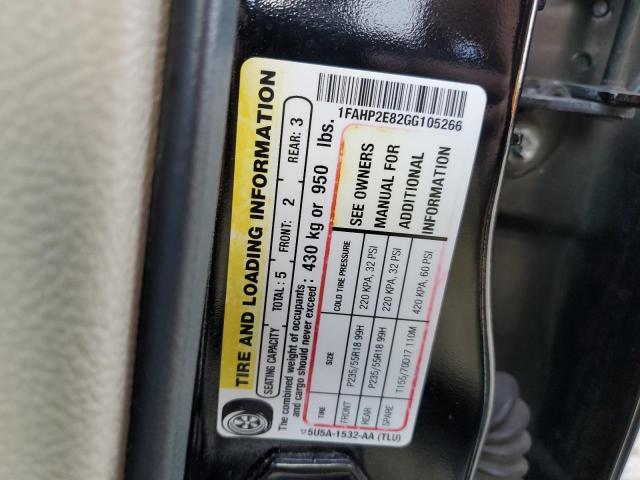 1FAHP2E82GG105266
TIRE AND LOADING INFORMATION
SEATING CAPACITY TOTAL: 5 FRONT: 2 REAR: 3
The combined weight of occupants
and cargo should never exceed: 430 kg or 950 lbs.
TIRE SIZE COLD TIRE PRESSURE
FRONT P235/55R18 99H 220 KPA, 32 PSI
REAR P235/55R18 99H 220 KPA, 32 PSI
SPARE T155/70D17 110M 420 KPA, 60 PSI
SEE OWNERS
MANUAL FOR
ADDITIONAL
INFORMATION
5U5A-1532-AA (TLU)